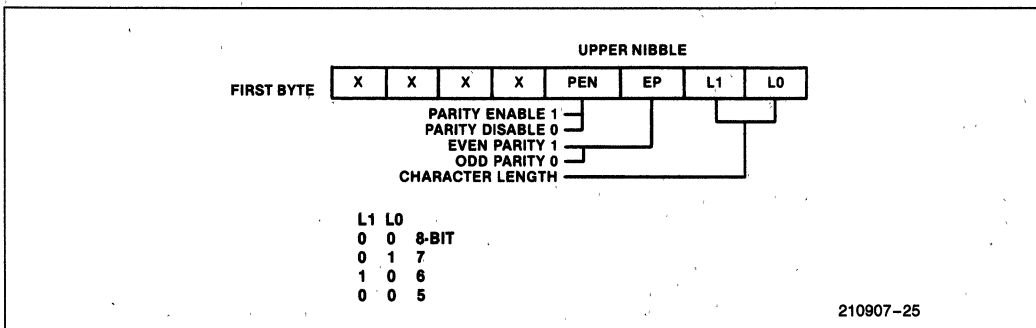 UPPER NIBBLE
FIRST BYTE X X X X PEN EP L1 L0
PARITY ENABLE 1
PARITY DISABLE 0
EVEN PARITY 1
ODD PARITY 0
CHARACTER LENGTH
L1 L0
0 0 8-BIT
0 1 7
1 0 6
0 0 5
210907-25